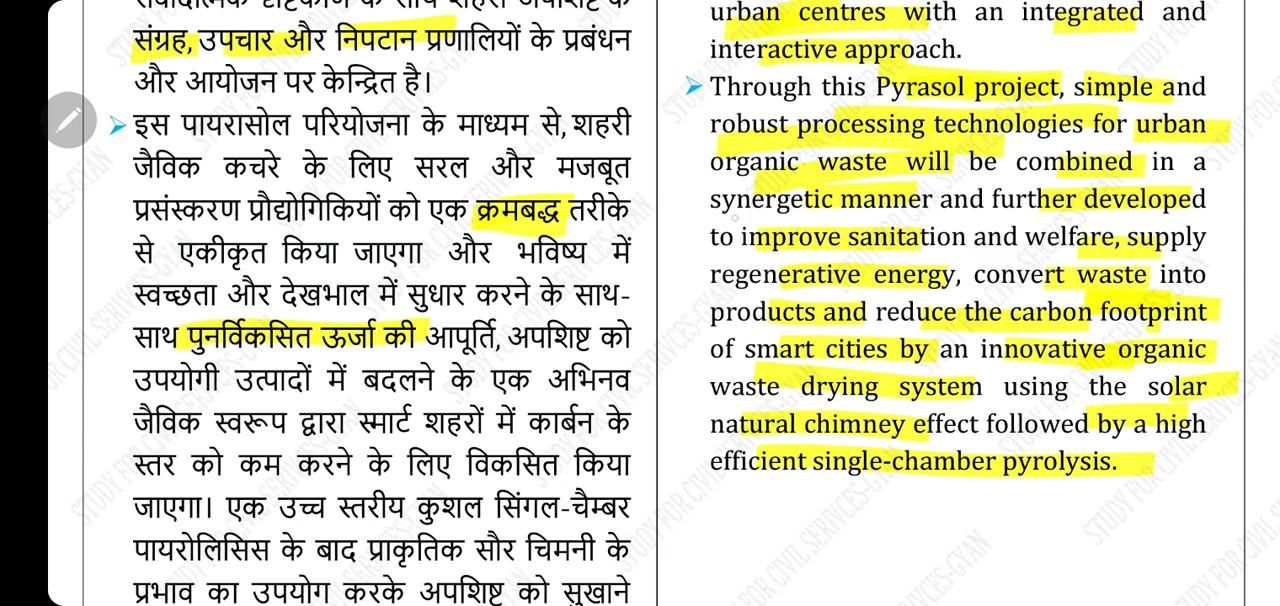 संग्रह, उपचार और निपटान प्रणालियों के प्रबंधन
और आयोजन पर केन्द्रित है।
➤ इस पायरासोल परियोजना के माध्यम से, शहरी
जैविक कचरे के लिए सरल और मजबूत
प्रसंस्करण प्रौद्योगिकियों को एक क्रमबद्ध तरीके
से एकीकृत किया जाएगा और भविष्य में
स्वच्छता और देखभाल में सुधार करने के साथ-
साथ पुनर्विकसित ऊर्जा की आपूर्ति, अपशिष्ट को
उपयोगी उत्पादों में बदलने के एक अभिनव
जैविक स्वरूप द्वारा स्मार्ट शहरों में कार्बन के
स्तर को कम करने के लिए विकसित किया
जाएगा। एक उच्च स्तरीय कुशल सिंगल-चैम्बर
पायरोलिसिस के बाद प्राकृतिक सौर चिमनी के
प्रभाव का उपयोग करके अपशिष्ट को सुखाने
urban centres with an integrated and
interactive approach.
➤ Through this Pyrasol project, simple and
robust processing technologies for urban
organic waste will be combined in a
synergetic manner and further developed
to improve sanitation and welfare, supply
regenerative energy, convert waste into
products and reduce the carbon footprint
of smart cities by an innovative organic
waste drying system using the solar
natural chimney effect followed by a high
efficient single-chamber pyrolysis.